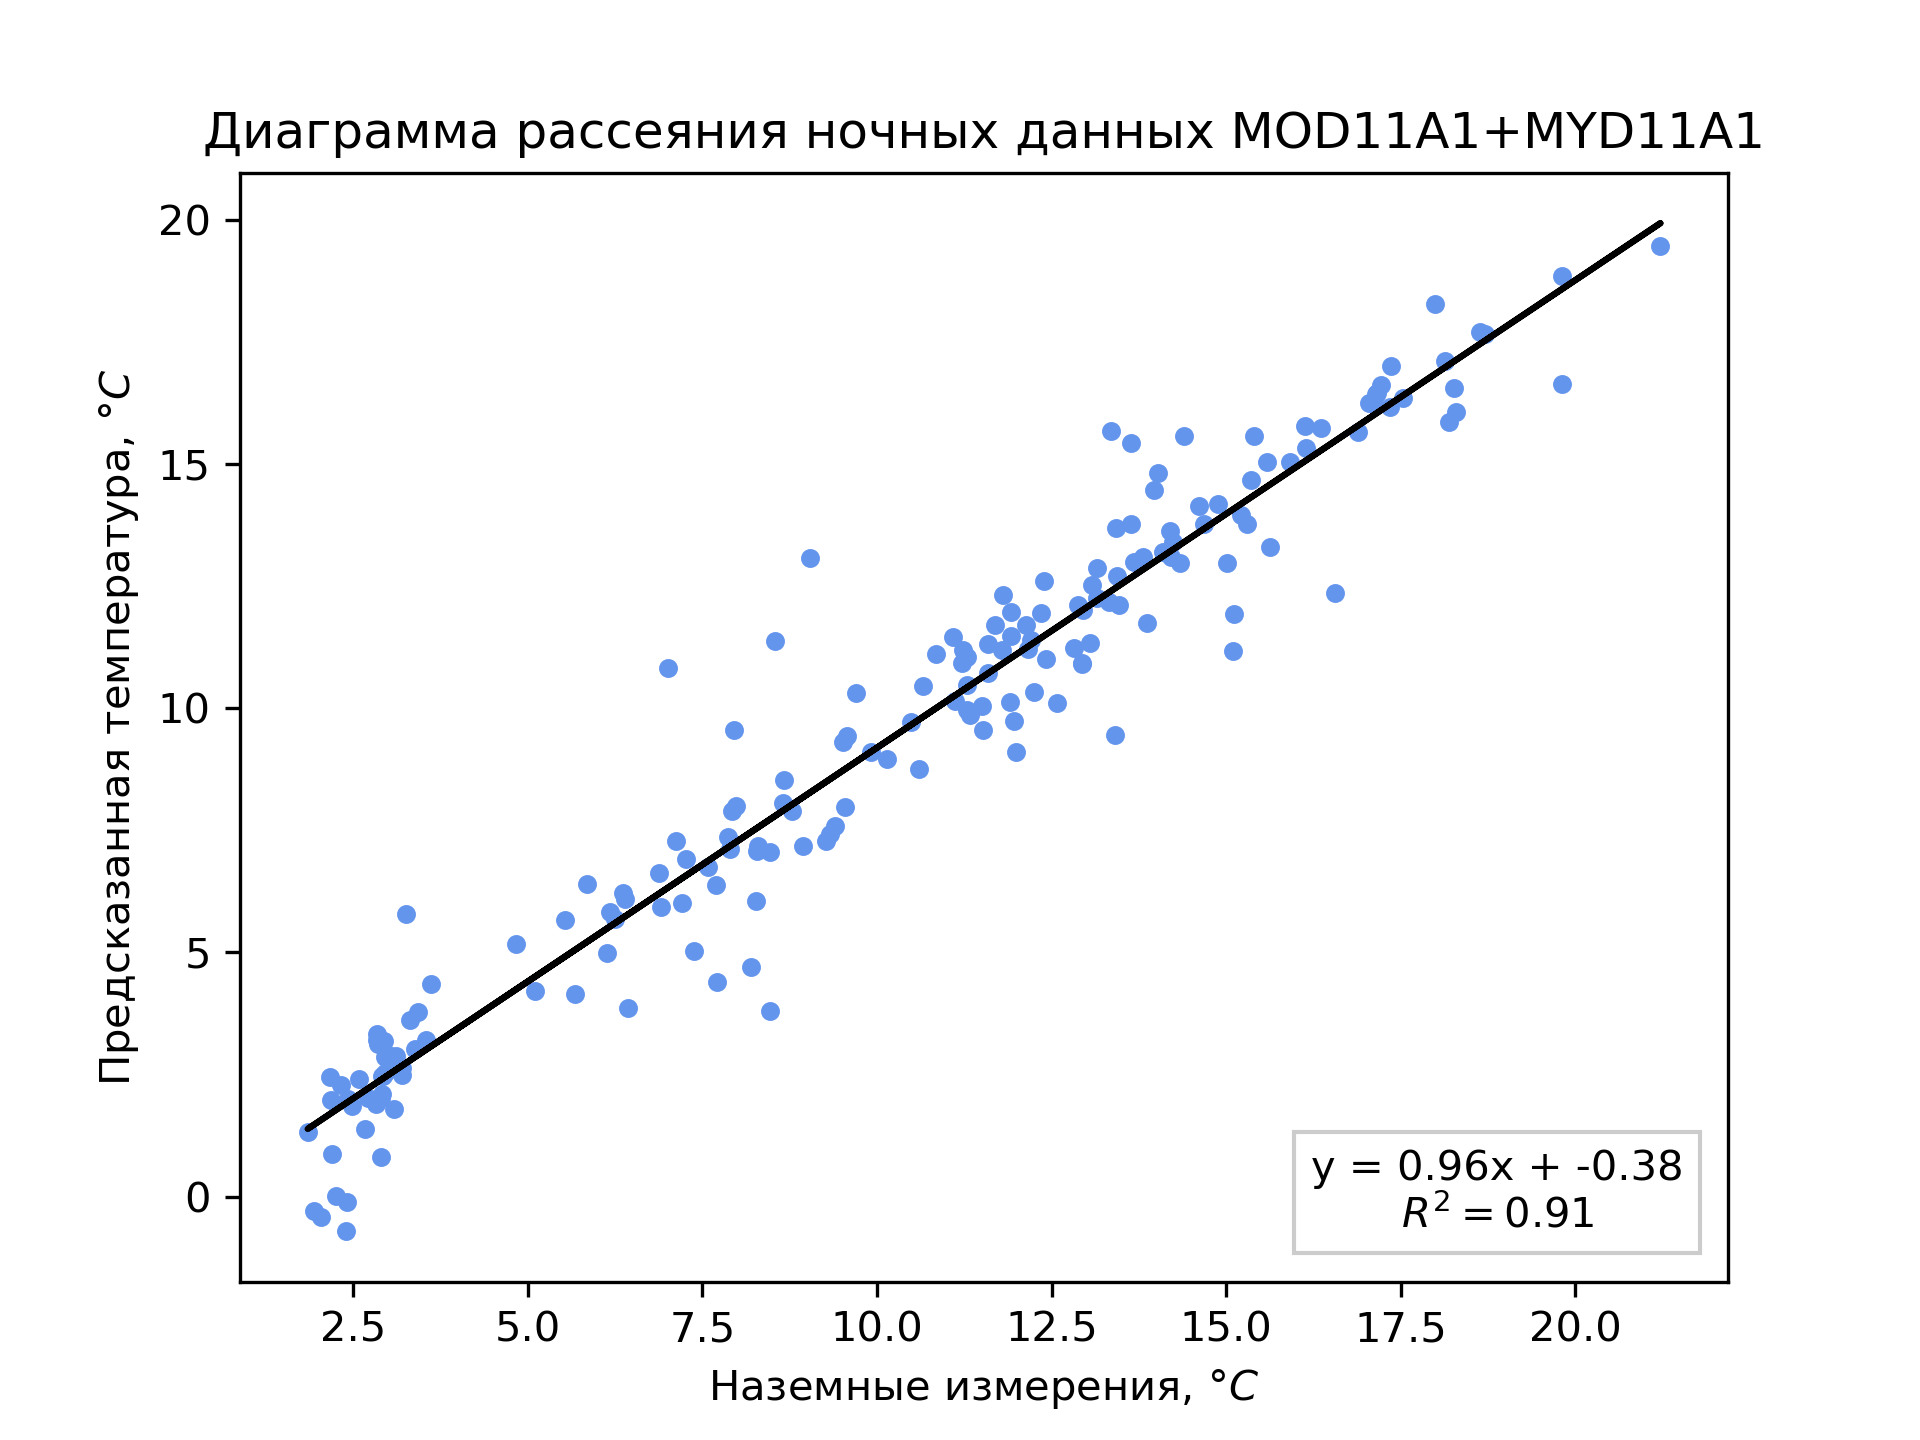 Диаграмма рассеяния ночных данных MOD11A1+MYD11A1
Предсказанная температура, °C
20
15
10
5
0
y = 0.96x + -0.38
R² = 0.91
2.5 5.0 7.5 10.0 12.5 15.0 17.5 20.0
Наземные измерения, °C